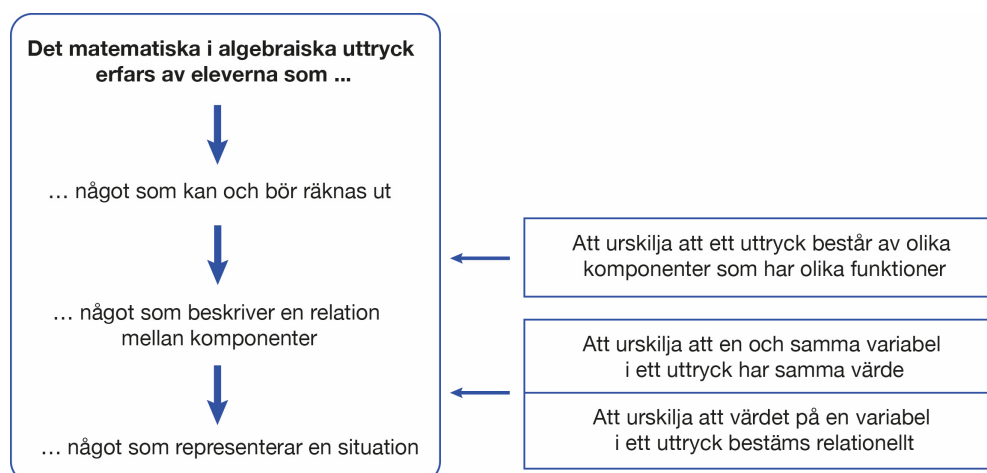 Det matematiska i algebraiska uttryck
erfars av eleverna som ...
… något som kan och bör räknas ut
… något som beskriver en relation
mellan komponenter
… något som representerar en situation
Att urskilja att ett uttryck består av olika
komponenter som har olika funktioner
Att urskilja att en och samma variabel
i ett uttryck har samma värde
Att urskilja att värdet på en variabel
i ett uttryck bestäms relationellt